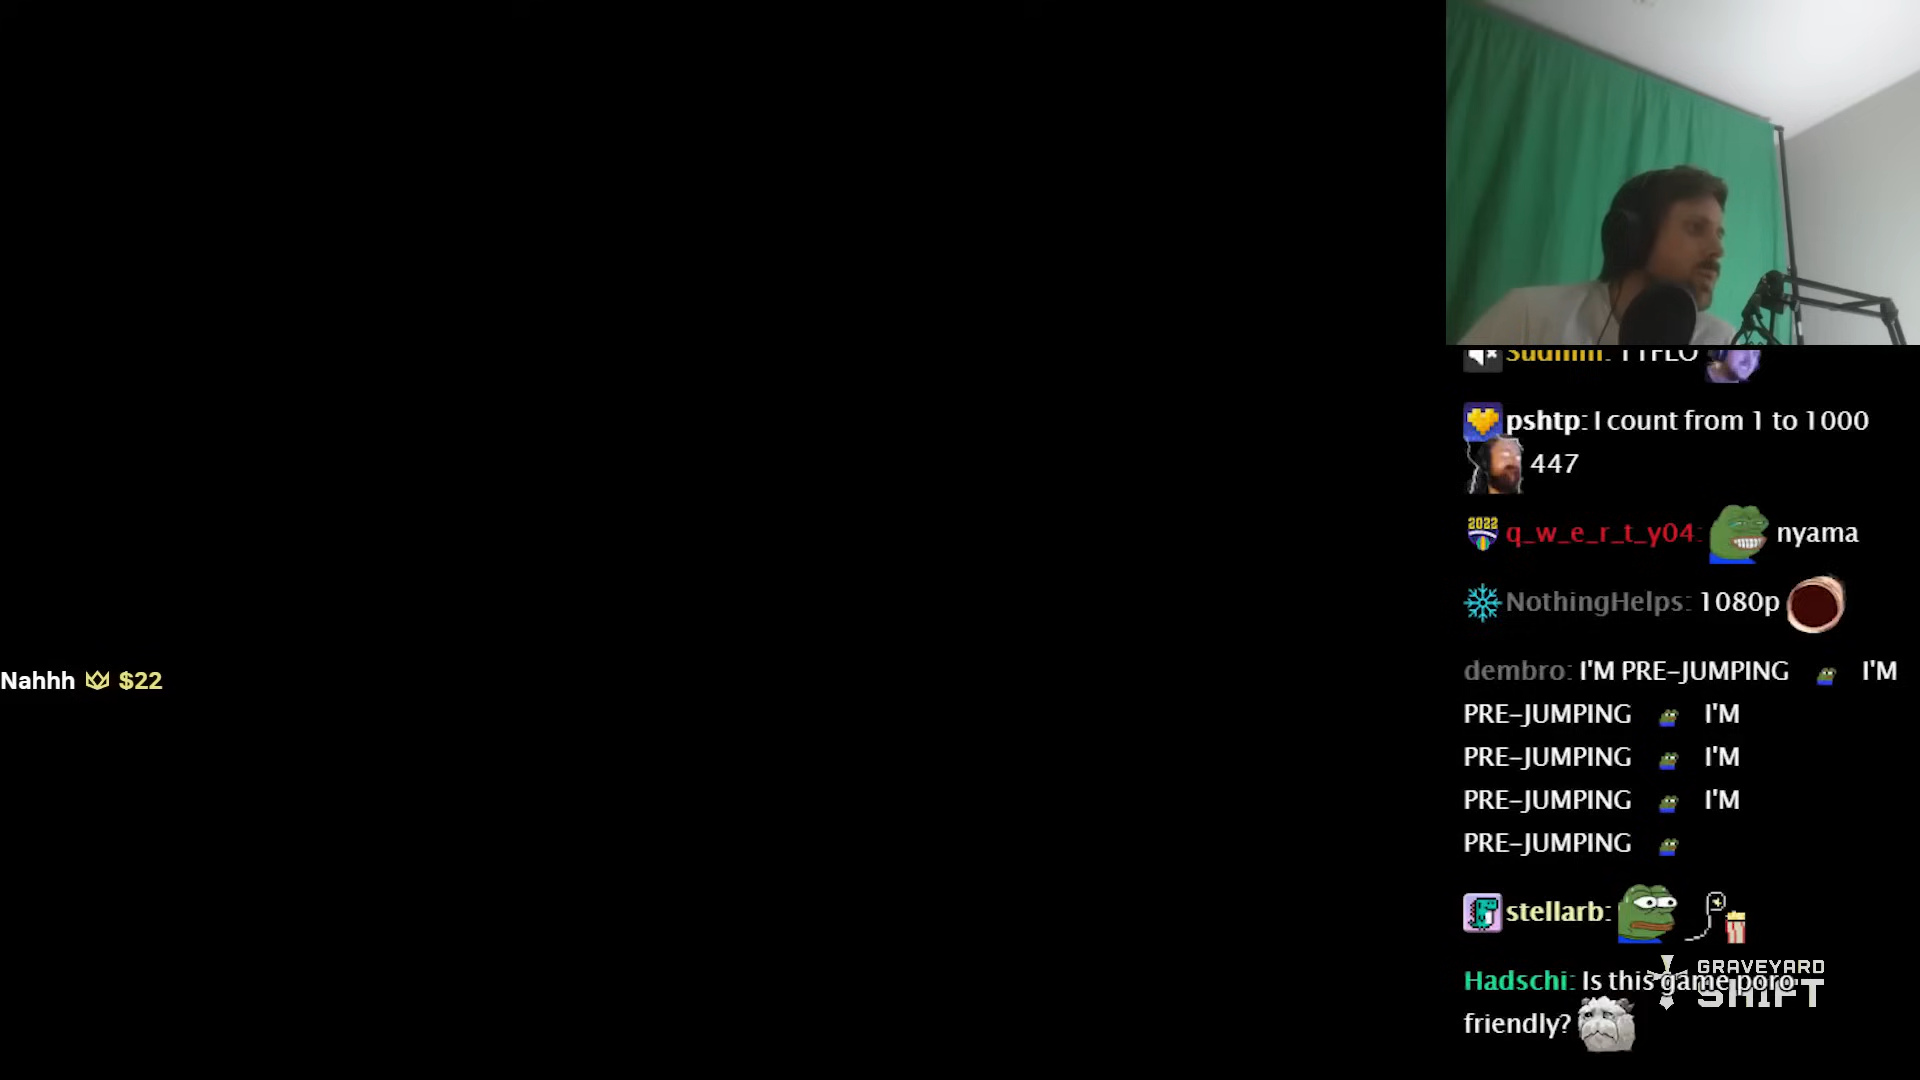 Nahhh $22
pshtp: I count from 1 to 1000
447
2022
q_w_e_r_t_y04: nyama
NothingHelps: 1080p
dembro: I'M PRE-JUMPING I'M
PRE-JUMPING I'M
PRE-JUMPING I'M
PRE-JUMPING I'M
PRE-JUMPING
stellarb:
Hadschi: Is this game poro
friendly?
GRAVEYARD
SHIFT